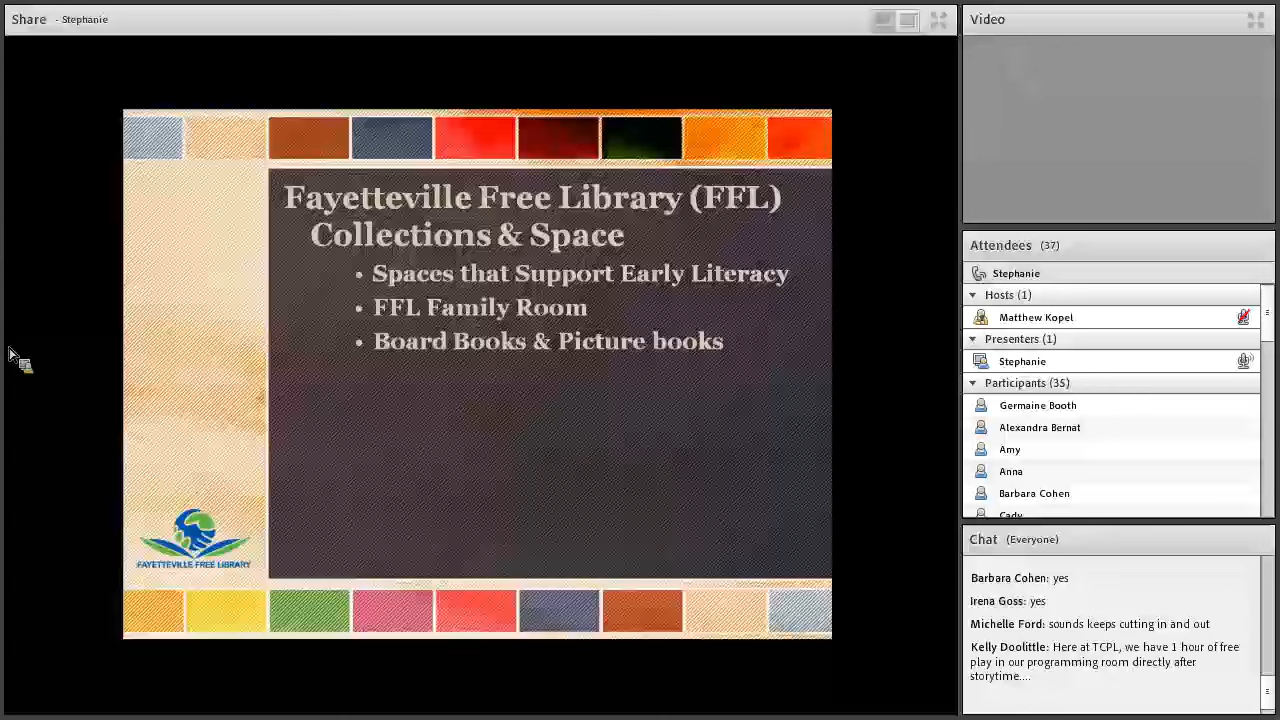 Share - Stephanie
Fayetteville Free Library (FFL)
Collections & Space
• Spaces that Support Early Literacy
• FFL Family Room
• Board Books & Picture books
FAYETTEVILLE FREE LIBRARY
Video
Attendees (37)
Stephanie
Hosts (1)
Matthew Kopel
Presenters (1)
Stephanie
Participants (35)
Germaine Booth
Alexandra Bernat
Amy
Anna
Barbara Cohen
Cady
Chat (Everyone)
Barbara Cohen: yes
Irena Goss: yes
Michelle Ford: sounds keeps cutting in and out
Kelly Doolittle: Here at TCPL, we have 1 hour of free
play in our programming room directly after
storytime....